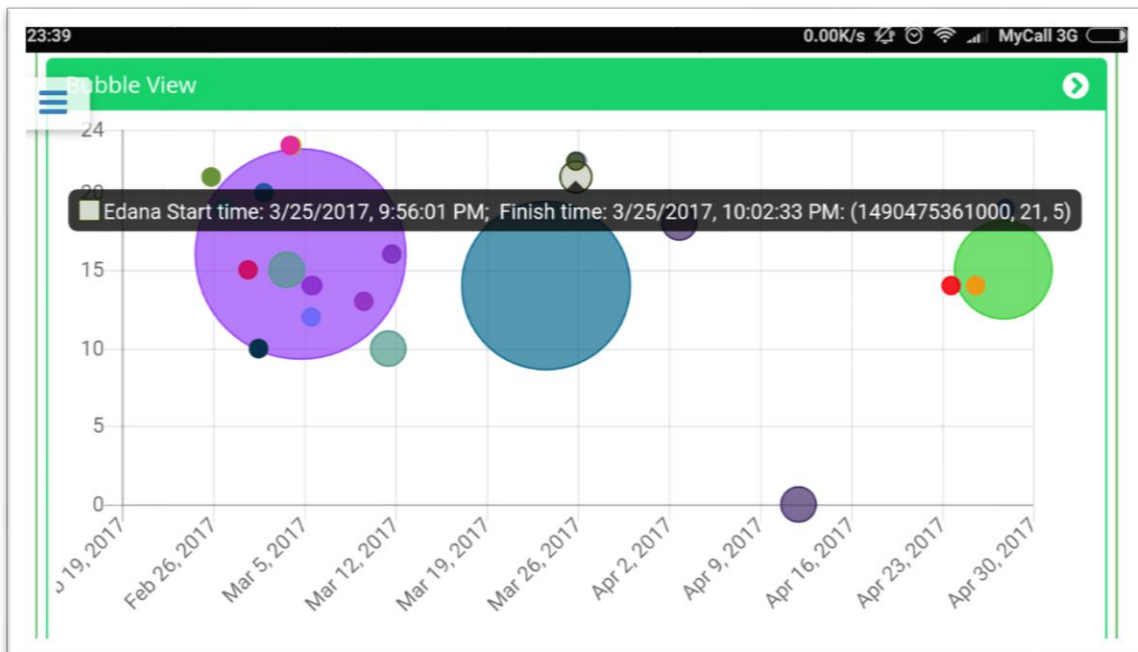 23:39 0.00K/s MyCall 3G
Bubble View
24
20
Edana Start time: 3/25/2017, 9:56:01 PM; Finish time: 3/25/2017, 10:02:33 PM: (1490475361000, 21, 5)
15
10
5
0
19, 2017
Feb 26, 2017
Mar 5, 2017
Mar 12, 2017
Mar 19, 2017
Mar 26, 2017
Apr 2, 2017
Apr 9, 2017
Apr 16, 2017
Apr 23, 2017
Apr 30, 2017